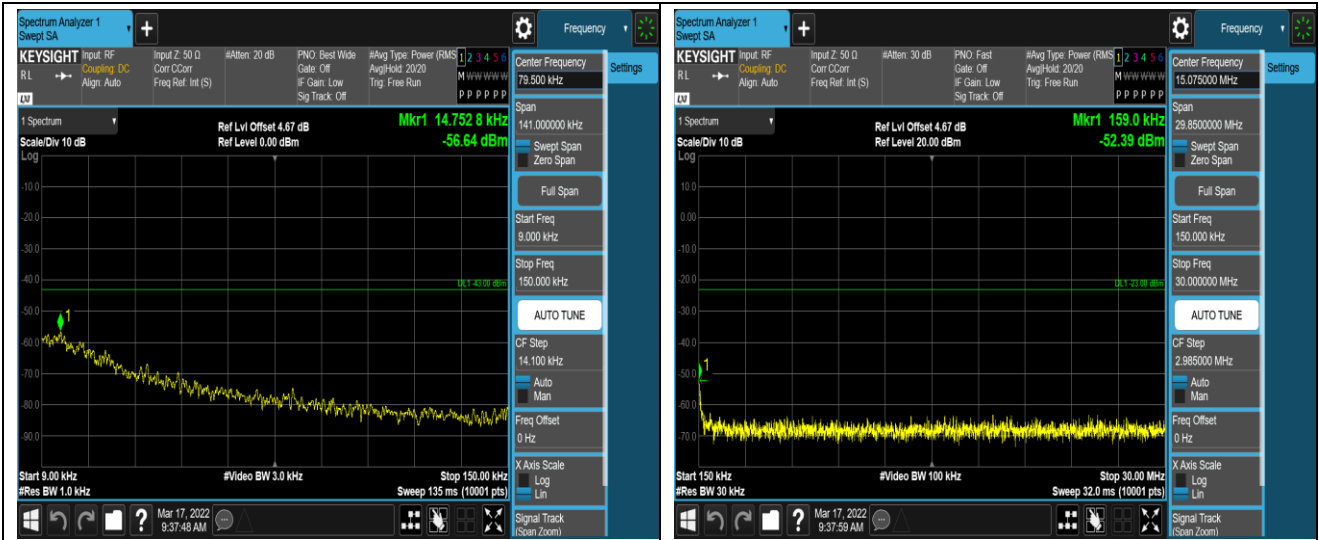 Spectrum Analyzer 1
Swept SA
+
Frequency
KEYSIGHT
RL
Input: RF
Coupling: DC
Align: Auto
Input Z: 50 Ω
Corr CCorr
Freq Ref: Int (S)
#Atten: 20 dB
PNO: Best Wide
Gate: Off
IF Gain: Low
Sig Track: Off
#Avg Type: Power (RMS
Avg|Hold: 20/20
Trig: Free Run
1 2 3 4 5 6
M W W W W W
P P P P P P
Center Frequency
79.500 kHz
Settings
Span
141.000000 kHz
Swept Span
Zero Span
Full Span
Start Freq
9.000 kHz
Stop Freq
150.000 kHz
AUTO TUNE
CF Step
14.100 kHz
Auto
Man
Freq Offset
0 Hz
X Axis Scale
Log
Lin
Signal Track
(Span Zoom)
1 Spectrum
Scale/Div 10 dB
Log
Ref Lvl Offset 4.67 dB
Ref Level 0.00 dBm
Mkr1 14.752 8 kHz
-56.64 dBm
-10.0
-20.0
-30.0
-40.0
-50.0
-60.0
-70.0
-80.0
-90.0
DL1 -43.00 dBm
1
Start 9.00 kHz
#Res BW 1.0 kHz
#Video BW 3.0 kHz
Stop 150.00 kHz
Sweep 135 ms (10001 pts)
?
Mar 17, 2022
9:37:48 AM
Spectrum Analyzer 1
Swept SA
+
Frequency
KEYSIGHT
RL
Input: RF
Coupling: DC
Align: Auto
Input Z: 50 Ω
Corr CCorr
Freq Ref: Int (S)
#Atten: 30 dB
PNO: Fast
Gate: Off
IF Gain: Low
Sig Track: Off
#Avg Type: Power (RMS
Avg|Hold: 20/20
Trig: Free Run
1 2 3 4 5 6
M W W W W W
P P P P P P
Center Frequency
15.075000 MHz
Settings
Span
29.8500000 MHz
Swept Span
Zero Span
Full Span
Start Freq
150.000 kHz
Stop Freq
30.000000 MHz
AUTO TUNE
CF Step
2.985000 MHz
Auto
Man
Freq Offset
0 Hz
X Axis Scale
Log
Lin
Signal Track
(Span Zoom)
1 Spectrum
Scale/Div 10 dB
Log
Ref Lvl Offset 4.67 dB
Ref Level 20.00 dBm
Mkr1 159.0 kHz
-52.39 dBm
10.0
0.00
-10.0
-20.0
-30.0
-40.0
-50.0
-60.0
-70.0
DL1 -23.00 dBm
1
Start 150 kHz
#Res BW 30 kHz
#Video BW 100 kHz
Stop 30.00 MHz
Sweep 32.0 ms (10001 pts)
?
Mar 17, 2022
9:37:59 AM